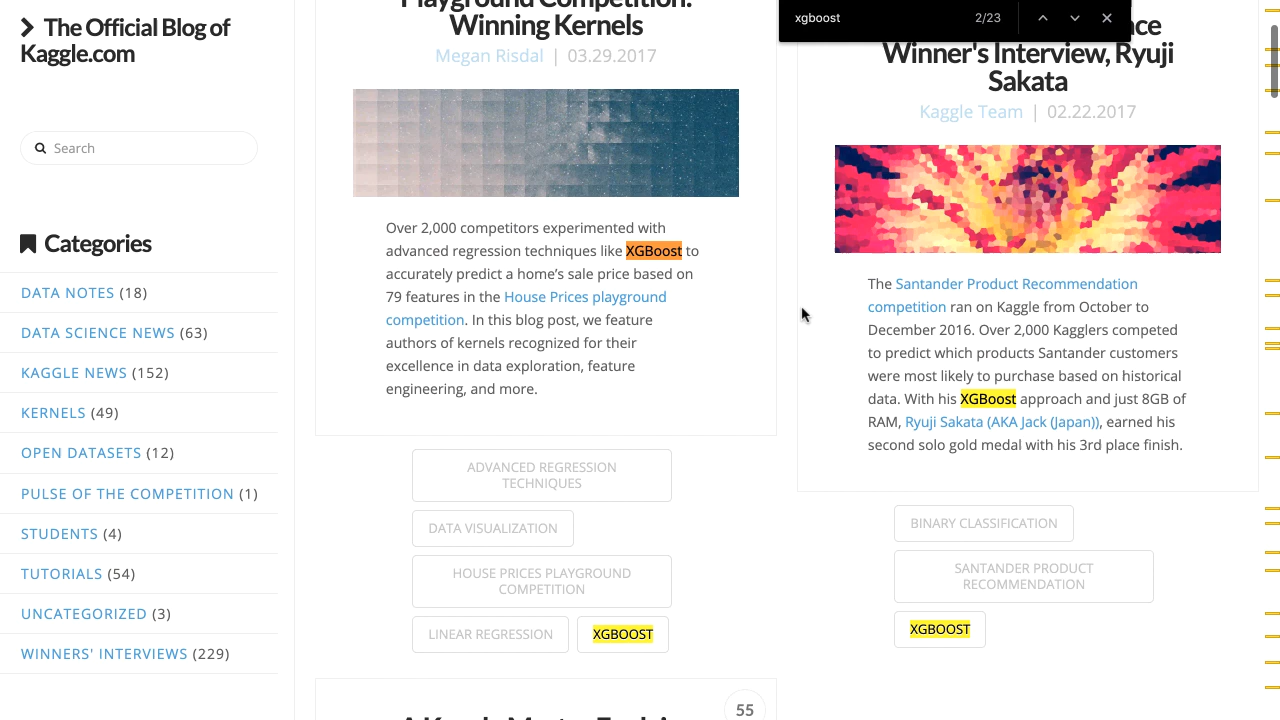 The Official Blog of
Kaggle.com
Search
Categories
DATA NOTES (18)
DATA SCIENCE NEWS (63)
KAGGLE NEWS (152)
KERNELS (49)
OPEN DATASETS (12)
PULSE OF THE COMPETITION (1)
STUDENTS (4)
TUTORIALS (54)
UNCATEGORIZED (3)
WINNERS' INTERVIEWS (229)
Playground Competition:
Winning Kernels
Megan Risdal | 03.29.2017
Over 2,000 competitors experimented with
advanced regression techniques like XGBoost to
accurately predict a home’s sale price based on
79 features in the House Prices playground
competition. In this blog post, we feature
authors of kernels recognized for their
excellence in data exploration, feature
engineering, and more.
ADVANCED REGRESSION
TECHNIQUES
DATA VISUALIZATION
HOUSE PRICES PLAYGROUND
COMPETITION
LINEAR REGRESSION
XGBOOST
55
xgboost
2/23
Winner's Interview, Ryuji
Sakata
Kaggle Team | 02.22.2017
The Santander Product Recommendation
competition ran on Kaggle from October to
December 2016. Over 2,000 Kagglers competed
to predict which products Santander customers
were most likely to purchase based on historical
data. With his XGBoost approach and just 8GB of
RAM, Ryuji Sakata (AKA Jack (Japan)), earned his
second solo gold medal with his 3rd place finish.
BINARY CLASSIFICATION
SANTANDER PRODUCT
RECOMMENDATION
XGBOOST